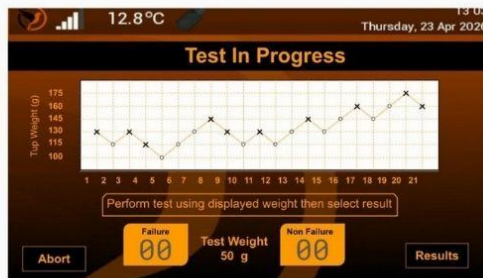 12.8°C
Thursday, 23 Apr 2020
Test In Progress
Tup Weight (g)
175
160
145
130
115
100
1 2 3 4 5 6 7 8 9 10 11 12 13 14 15 16 17 18 19 20 21
Perform test using displayed weight then select result
Abort
Failure
00
Test Weight
50 g
Non Failure
00
Results